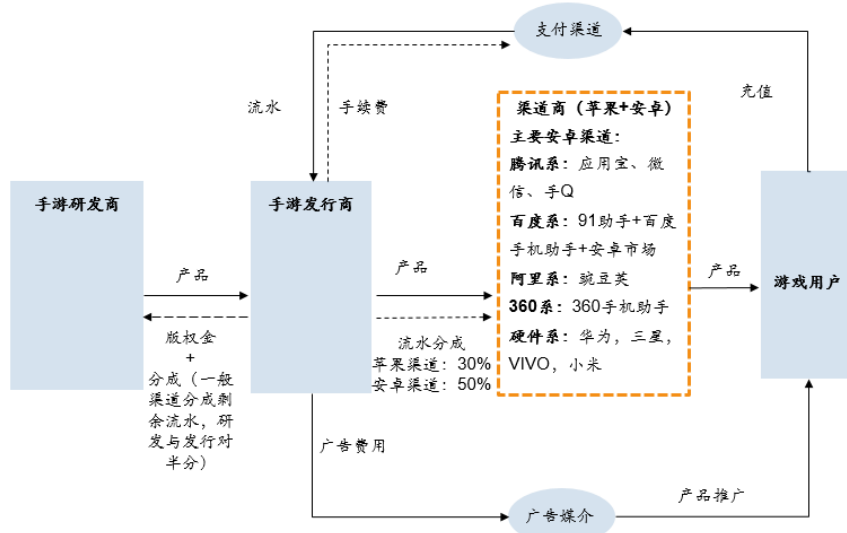 支付渠道
流水
手续费
充值
渠道商（苹果+安卓）
主要安卓渠道：
腾讯系：应用宝、微
信、手Q
百度系：91助手+百度
手机助手+安卓市场
阿里系：豌豆荚
360系：360手机助手
硬件系：华为，三星，
VIVO，小米
手游研发商
手游发行商
游戏用户
产品
产品
产品
版权金
+
分成（一般
渠道分成剩
余流水，研
发与发行对
半分）
流水分成
苹果渠道：30%
安卓渠道：50%
广告费用
产品推广
广告媒介